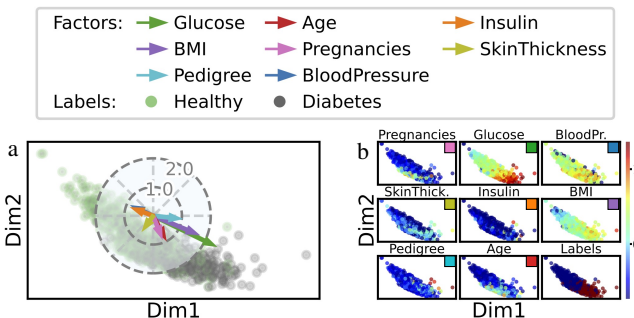 Factors: Glucose Age Insulin
BMI Pregnancies SkinThickness
Pedigree BloodPressure
Labels: Healthy Diabetes
a
2.0
1.0
Dim2
Dim1
b
Pregnancies Glucose BloodPr.
SkinThick. Insulin BMI
Pedigree Age Labels
Dim2
Dim1